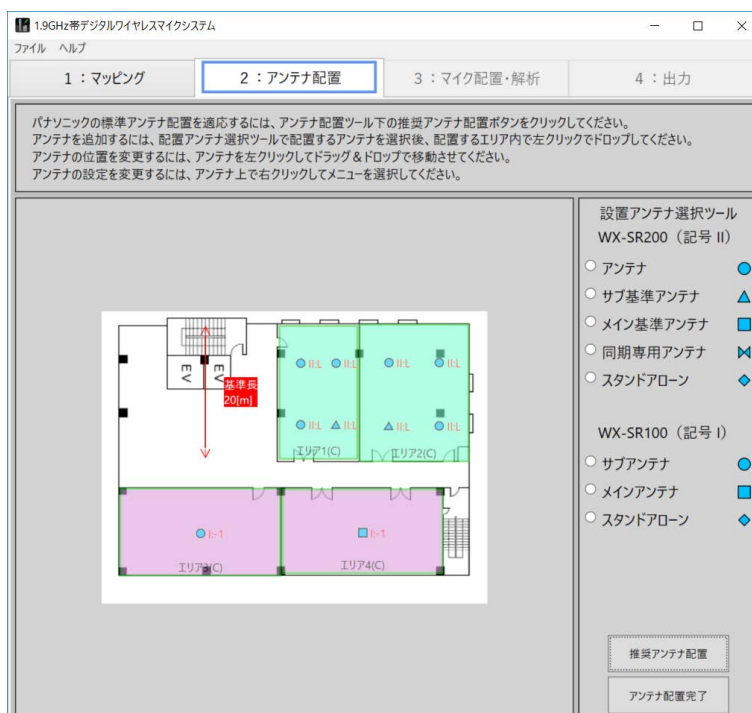 1.9GHz帯デジタルワイヤレスマイクシステム
ファイル ヘルプ
1：マッピング 2：アンテナ配置 3：マイク配置・解析 4：出力
パナソニックの標準アンテナ配置を適応するには、アンテナ配置ツール下の推奨アンテナ配置ボタンをクリックしてください。
アンテナを追加するには、配置アンテナ選択ツールで配置するアンテナを選択後、配置するエリア内で左クリックでドロップしてください。
アンテナの位置を変更するには、アンテナを左クリックしてドラッグ＆ドロップで移動させてください。
アンテナの設定を変更するには、アンテナ上で右クリックしてメニューを選択してください。
EV EV
基準長
20[m]
II:L II:L II:L II:L
II:L II:L II:L II:L
エリア1(C) エリア2(C)
I:-1 I:-1
エリア3(C) エリア4(C)
設置アンテナ選択ツール
WX-SR200（記号 II）
アンテナ
サブ基準アンテナ
メイン基準アンテナ
同期専用アンテナ
スタンドアローン
WX-SR100（記号 I）
サブアンテナ
メインアンテナ
スタンドアローン
推奨アンテナ配置
アンテナ配置完了